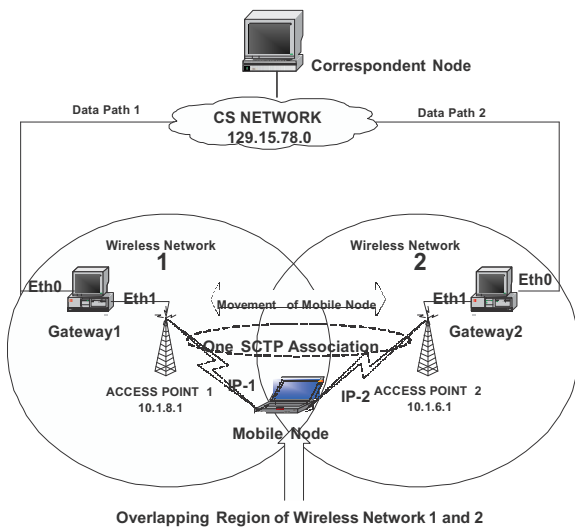 Correspondent Node
Data Path 1
CS NETWORK
129.15.78.0
Data Path 2
Wireless Network
1
Wireless Network
2
Eth0
Eth1
Gateway1
Movement of Mobile Node
Eth1
Eth0
Gateway2
One SCTP Association
ACCESS POINT 1
10.1.8.1
IP-1
IP-2
ACCESS POINT 2
10.1.6.1
Mobile Node
Overlapping Region of Wireless Network 1 and 2